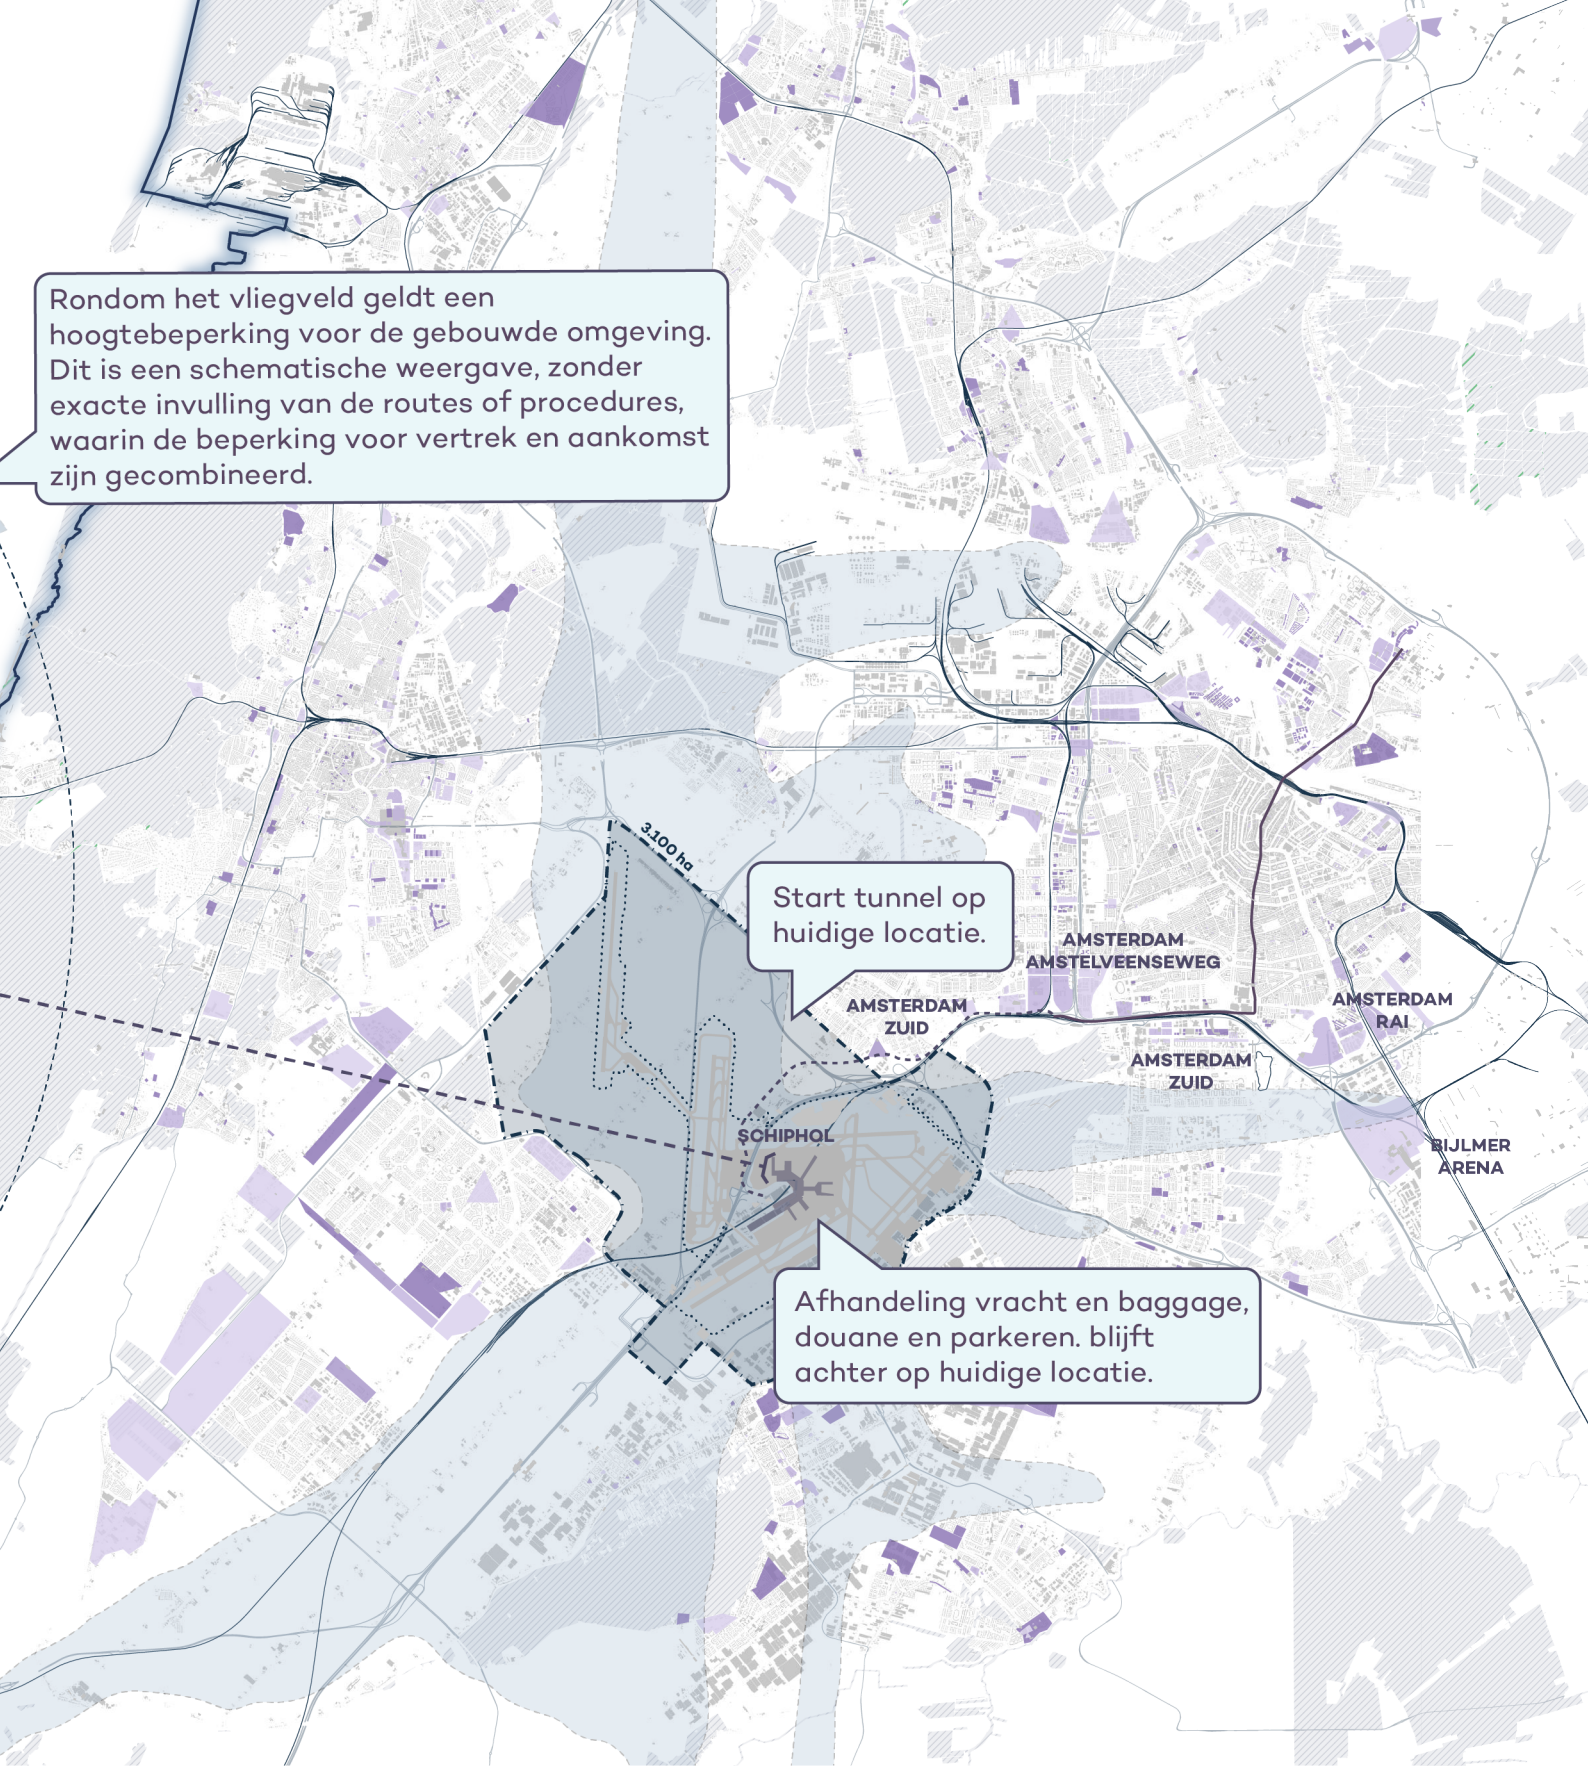 Rondom het vliegveld geldt een
hoogtebeperking voor de gebouwde omgeving.
Dit is een schematische weergave, zonder
exacte invulling van de routes of procedures,
waarin de beperking voor vertrek en aankomst
zijn gecombineerd.
3.100 ha
Start tunnel op
huidige locatie.
AMSTERDAM
AMSTELVEENSEWEG
AMSTERDAM
ZUID
AMSTERDAM
RAI
AMSTERDAM
ZUID
SCHIPHOL
BIJLMER
ARENA
Afhandeling vracht en baggage,
douane en parkeren. blijft
achter op huidige locatie.